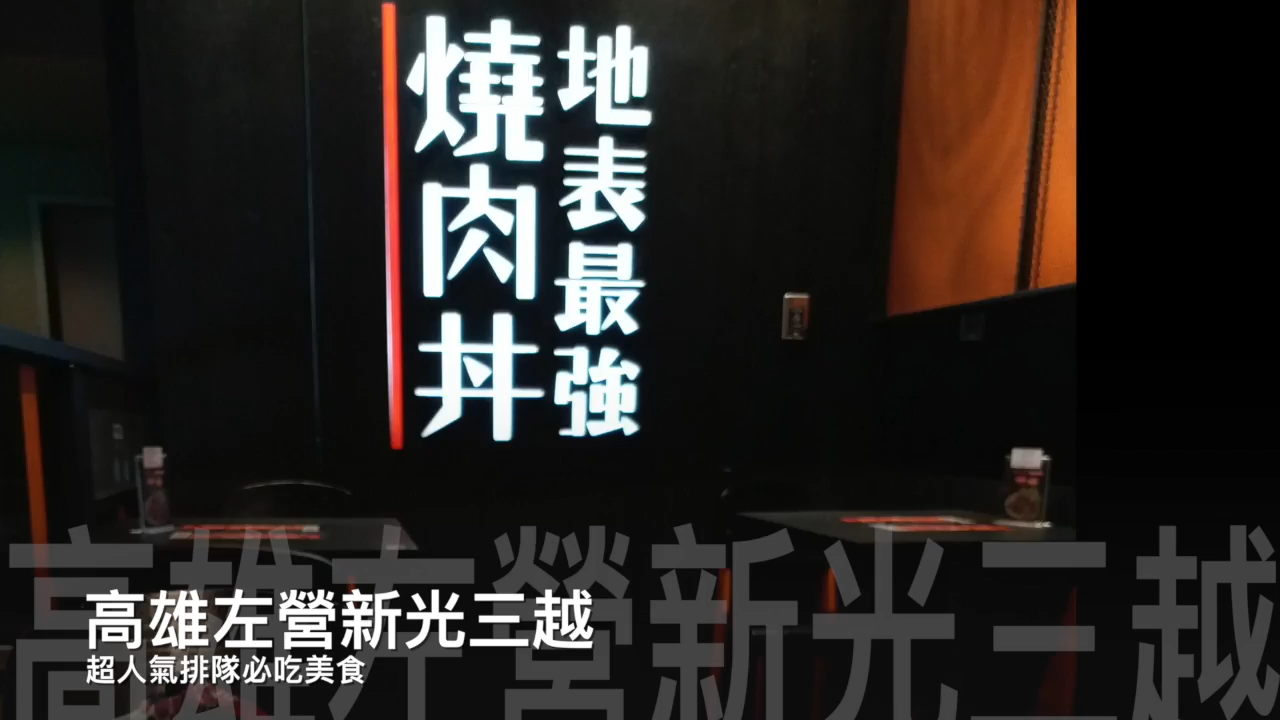 地表最強
燒肉丼
高雄左營新光三越
高雄左營新光三越
超人氣排隊必吃美食